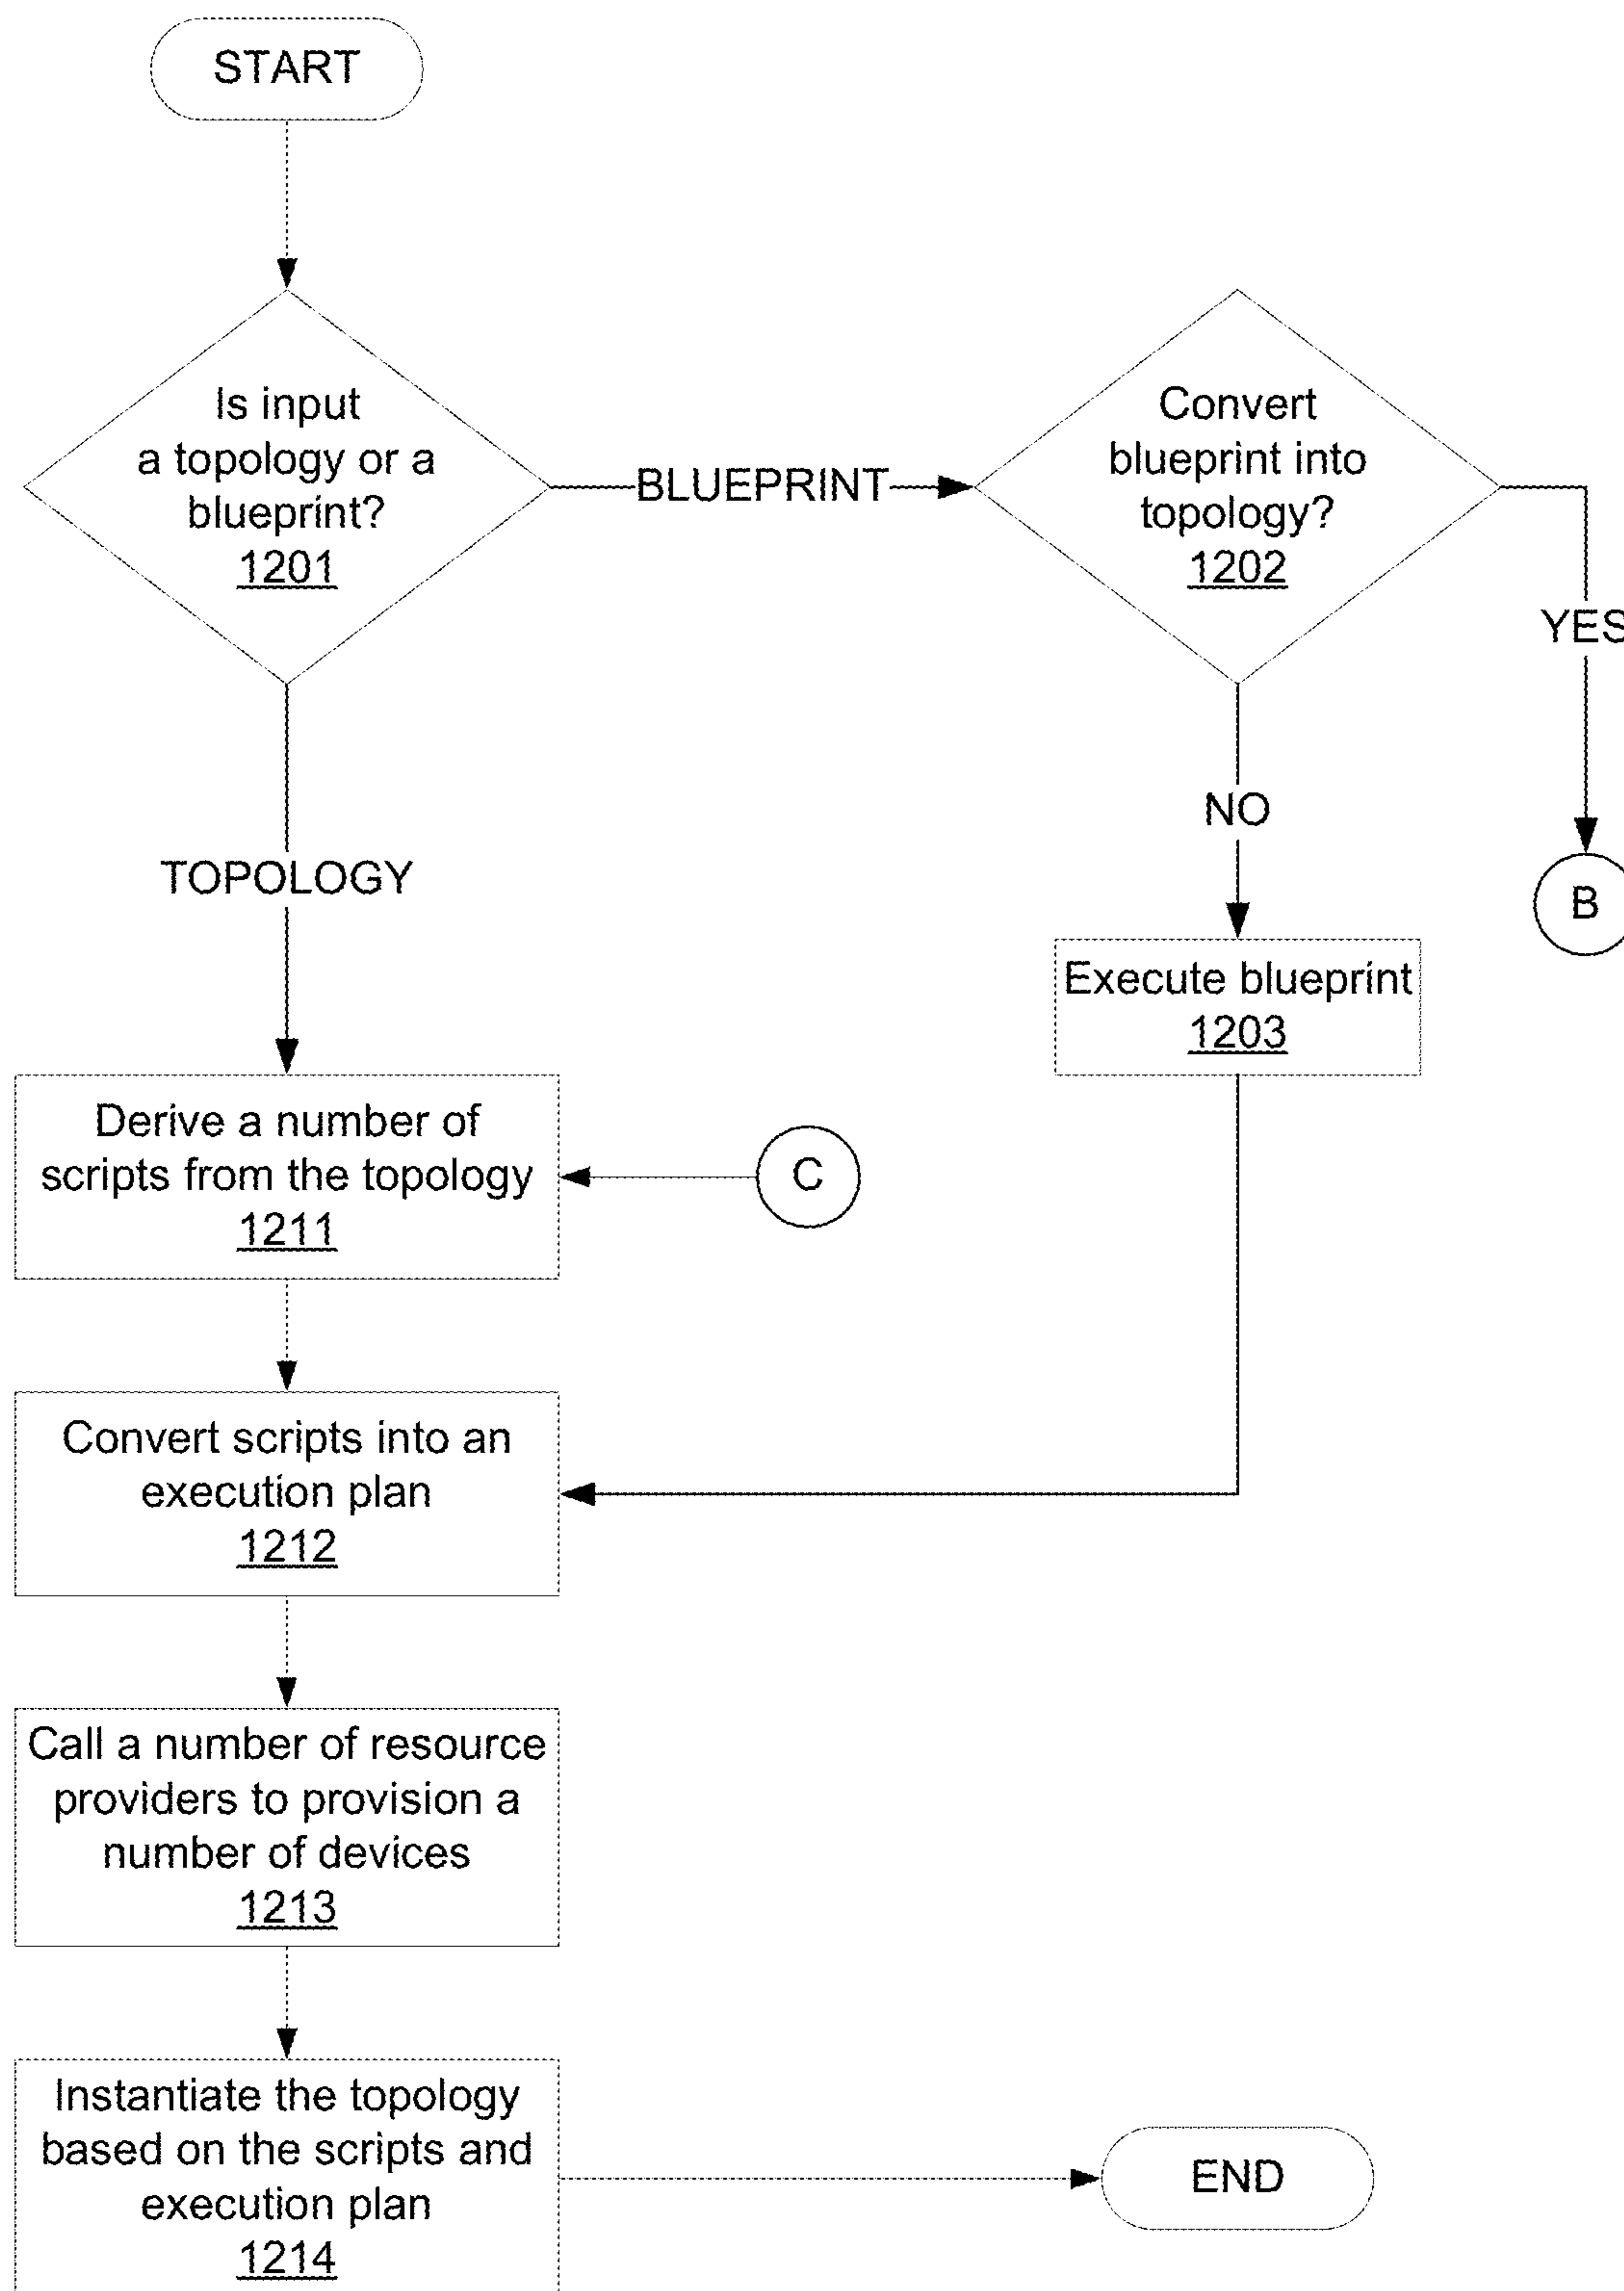 START
Is input
a topology or a
blueprint?
1201
BLUEPRINT
Convert
blueprint into
topology?
1202
YES
NO
TOPOLOGY
B
Execute blueprint
1203
Derive a number of
scripts from the topology
1211
C
Convert scripts into an
execution plan
1212
Call a number of resource
providers to provision a
number of devices
1213
Instantiate the topology
based on the scripts and
execution plan
1214
END